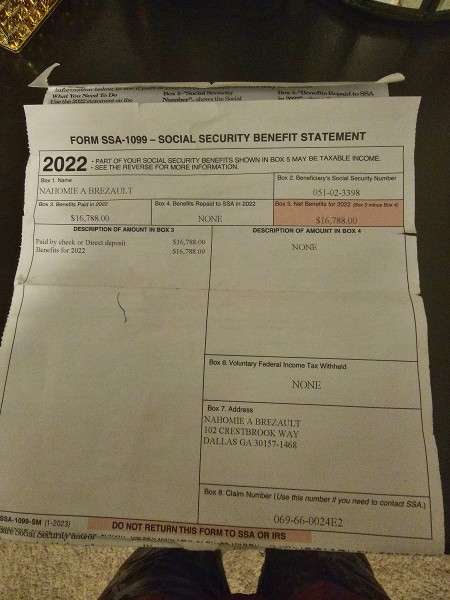 What You Need To Do
Use the 2022 statement on the
Box 2-"Social Security
Number"- shows the Social
Box 4-"Benefits Repaid to SSA
FORM SSA-1099 – SOCIAL SECURITY BENEFIT STATEMENT
2022
• PART OF YOUR SOCIAL SECURITY BENEFITS SHOWN IN BOX 5 MAY BE TAXABLE INCOME.
• SEE THE REVERSE FOR MORE INFORMATION.
Box 1. Name
NAHOMIE A BREZAULT
Box 2. Beneficiary's Social Security Number
051-02-3398
Box 3. Benefits Paid in 2022
$16,788.00
Box 4. Benefits Repaid to SSA in 2022
NONE
Box 5. Net Benefits for 2022 (Box 3 minus Box 4)
$16,788.00
DESCRIPTION OF AMOUNT IN BOX 3
Paid by check or Direct deposit $16,788.00
Benefits for 2022 $16,788.00
DESCRIPTION OF AMOUNT IN BOX 4
NONE
Box 6. Voluntary Federal Income Tax Withheld
NONE
Box 7. Address
NAHOMIE A BREZAULT
102 CRESTBROOK WAY
DALLAS GA 30157-1468
Box 8. Claim Number (Use this number if you need to contact SSA.)
069-66-0024E2
SSA-1099-SM (1-2023)
DO NOT RETURN THIS FORM TO SSA OR IRS